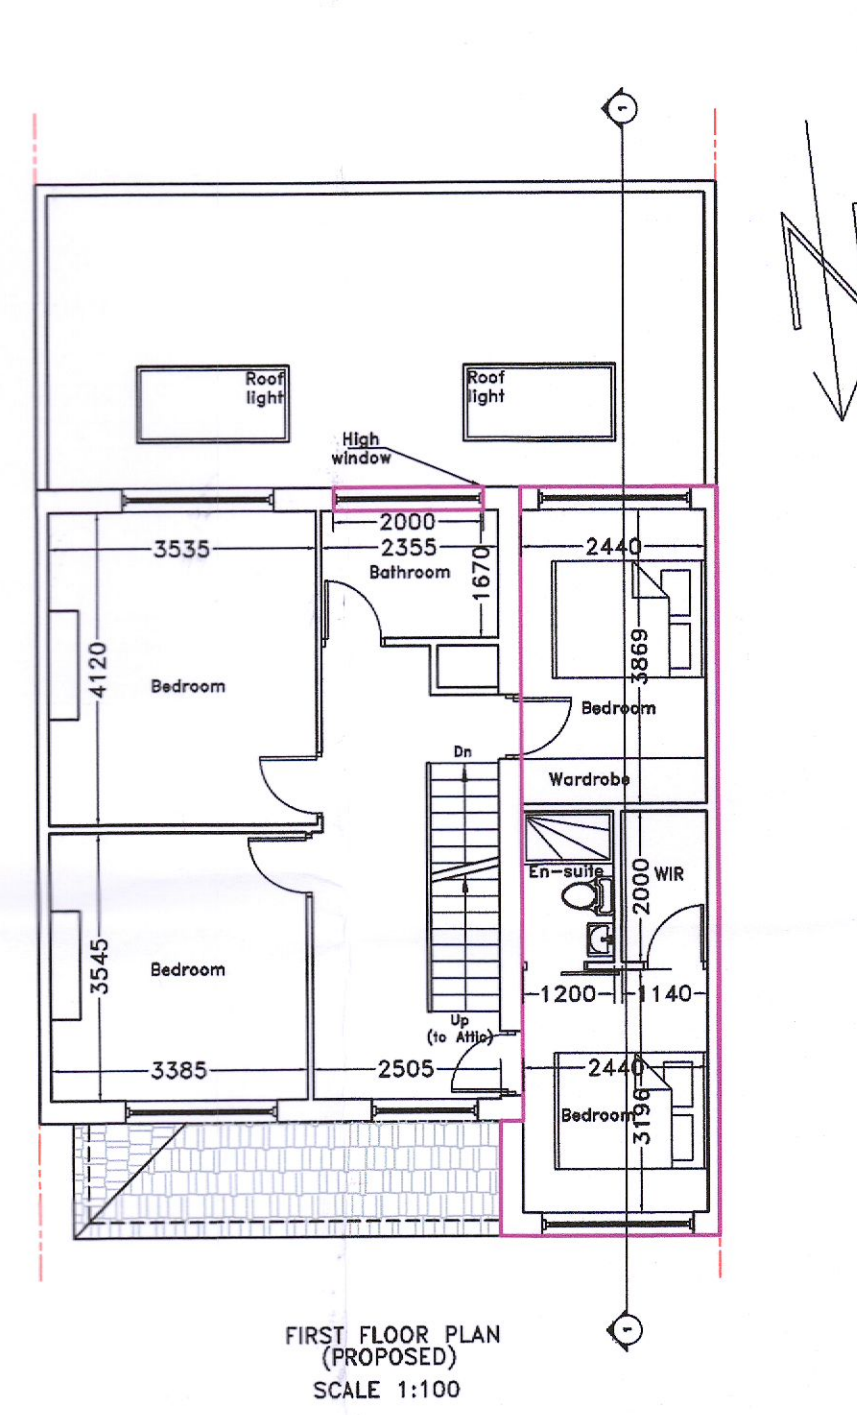 1
Roof
light
Roof
light
High
window
2000
3535
2355
2440
Bathroom
1670
4120
3869
Bedroom
Bedroom
Dn
Wardrobe
En-suite
WIR
2000
3545
Bedroom
1200
1140
Up
(to Attic)
3385
2505
2440
Bedroom
3196
1
FIRST FLOOR PLAN
(PROPOSED)
SCALE 1:100